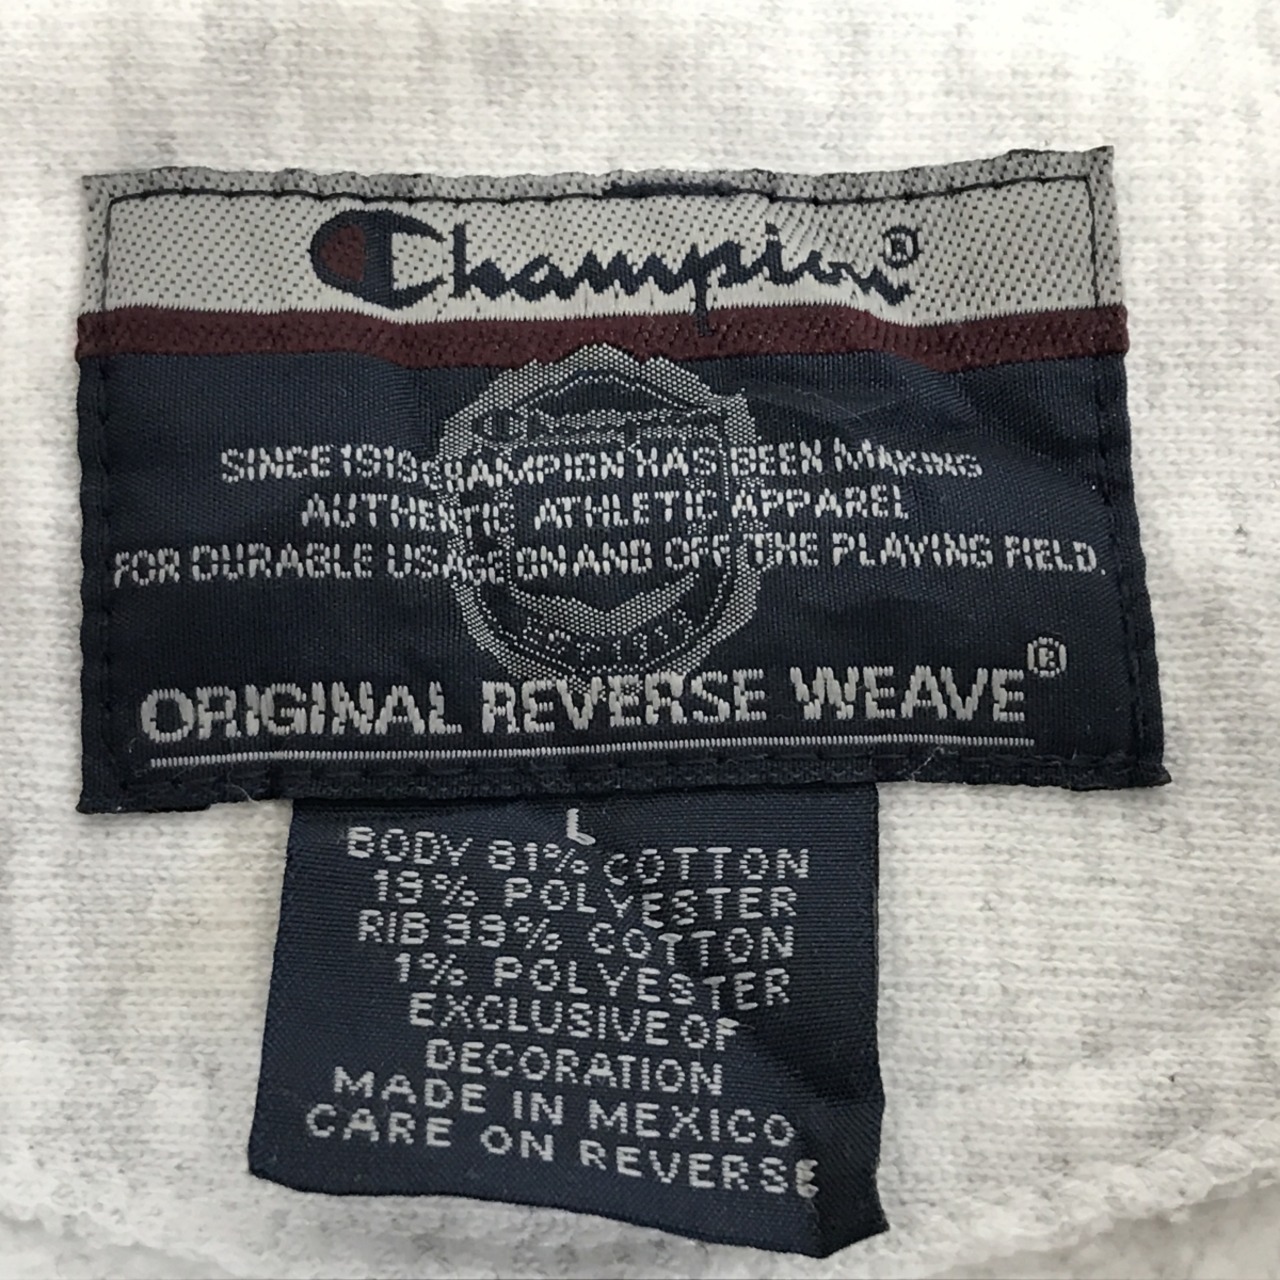 Champion®
Champion
SINCE 1919 CHAMPION HAS BEEN MAKING
AUTHENTIC ATHLETIC APPAREL
FOR DURABLE USAGE ON AND OFF THE PLAYING FIELD.
ORIGINAL REVERSE WEAVE®
L
BODY 81% COTTON
19% POLYESTER
RIB 99% COTTON
1% POLYESTER
EXCLUSIVE OF
DECORATION
MADE IN MEXICO
CARE ON REVERSE